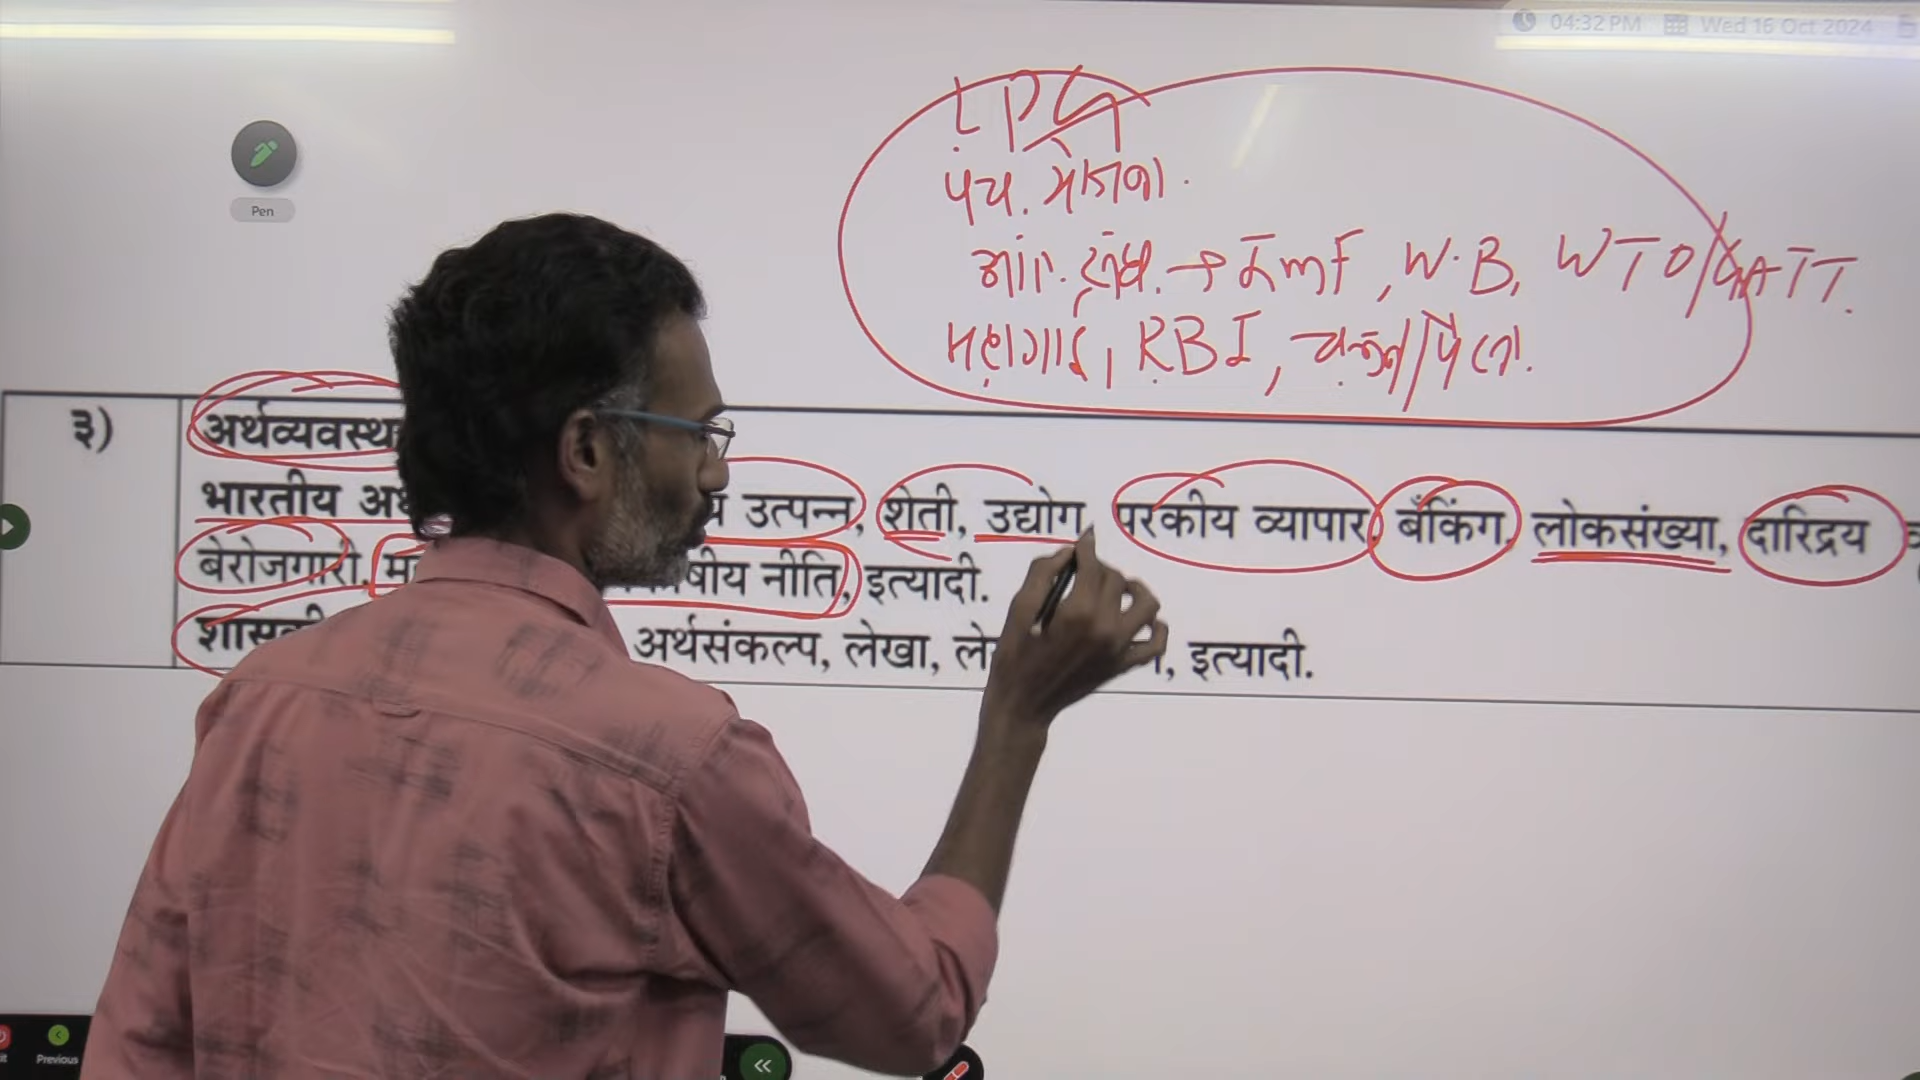 04:32 PM Wed 16 Oct 2024
LPG
Pen
पंच. योजना.
आंत. संघ. → IMF, W.B, WTO/GATT.
महागाई, RBI, चलन/पैसा.
३) अर्थव्यवस्था
भारतीय उत्पन्न, शेती, उद्योग, परकीय व्यापार, बँकिंग, लोकसंख्या, दारिद्रय
बेरोजगारी, नीति, इत्यादी.
अर्थसंकल्प, लेखा, इत्यादी.
Previous